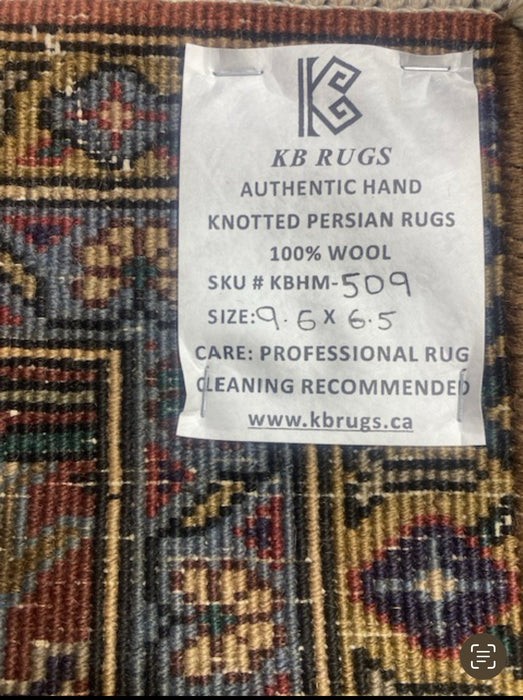 KB RUGS
AUTHENTIC HAND
KNOTTED PERSIAN RUGS
100% WOOL
SKU # KBHM-509
SIZE: 9.6 X 6.5
CARE: PROFESSIONAL RUG
CLEANING RECOMMENDED
www.kbrugs.ca